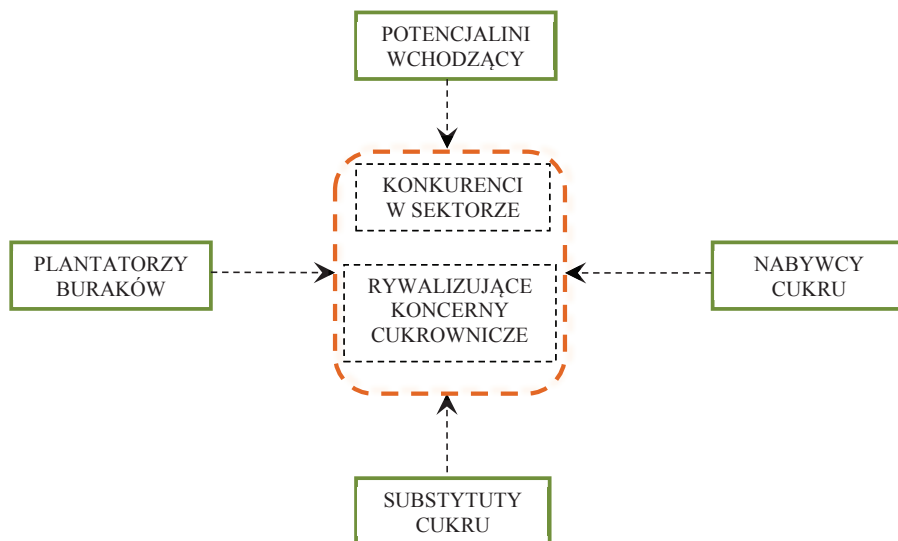 POTENCJALINI
WCHODZĄCY
KONKURENCI
W SEKTORZE
PLANTATORZY
BURAKÓW
RYWALIZUJĄCE
KONCERNY
CUKROWNICZE
NABYWCY
CUKRU
SUBSTYTUTY
CUKRU